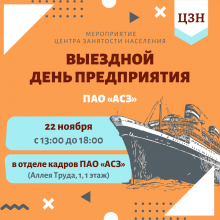 ЦЗН
МЕРОПРИЯТИЕ
ЦЕНТРА ЗАНЯТОСТИ НАСЕЛЕНИЯ
ВЫЕЗДНОЙ
ДЕНЬ ПРЕДПРИЯТИЯ
ПАО «АСЗ»
22 ноября
с 13:00 до 18:00
в отделе кадров ПАО «АСЗ»
(Аллея Труда, 1, 1 этаж)